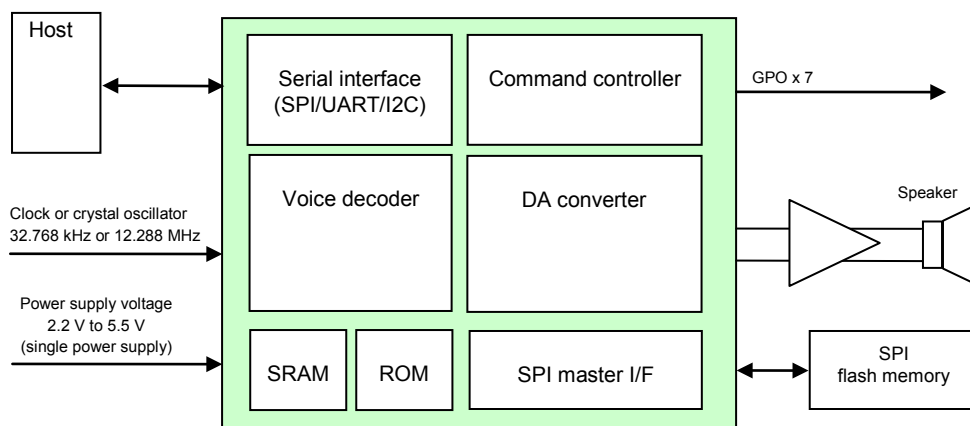 Host
Serial interface
(SPI/UART/I2C)
Command controller
GPO x 7
Voice decoder
DA converter
Speaker
Clock or crystal oscillator
32.768 kHz or 12.288 MHz
Power supply voltage
2.2 V to 5.5 V
(single power supply)
SRAM
ROM
SPI master I/F
SPI
flash memory